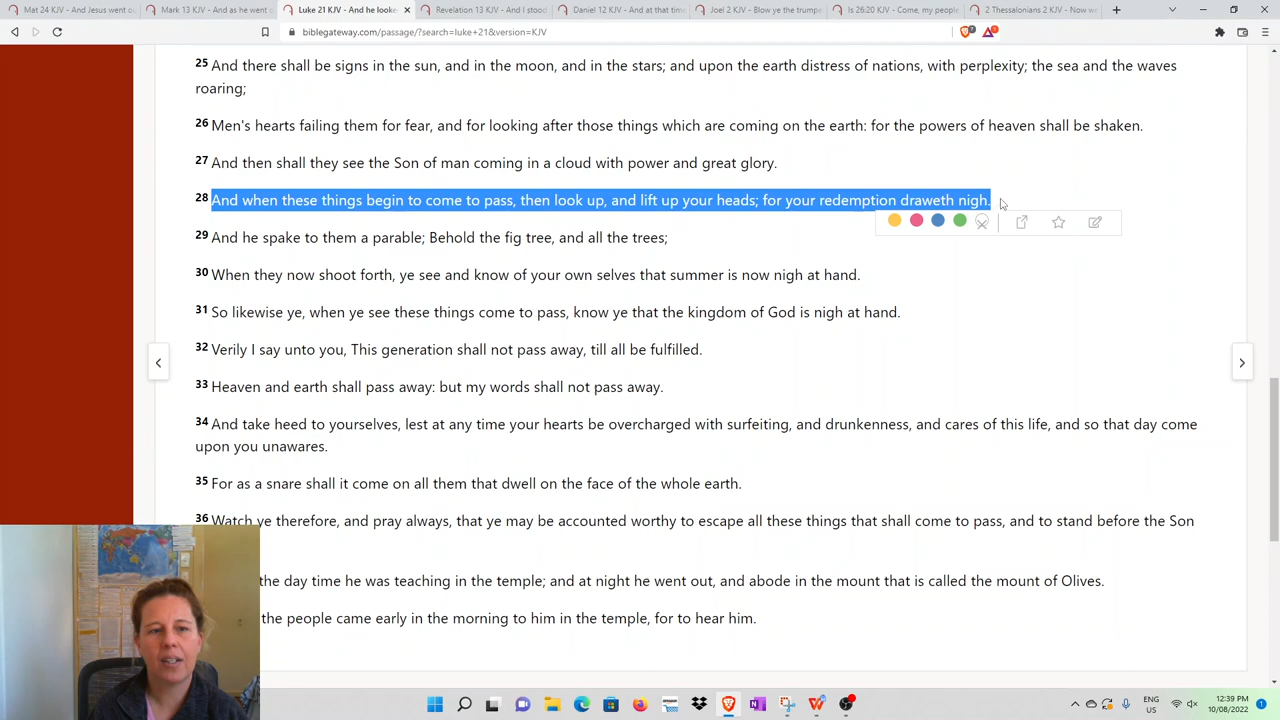 Mat 24 KJV - And Jesus went ou
Mark 13 KJV - And as he went o
Luke 21 KJV - And he looke
Revelation 13 KJV - And I stood
Daniel 12 KJV - And at that time
Joel 2 KJV - Blow ye the trumpe
Is 26:20 KJV - Come, my people
2 Thessalonians 2 KJV - Now we
biblegateway.com/passage/?search=luke+21&version=KJV
25 And there shall be signs in the sun, and in the moon, and in the stars; and upon the earth distress of nations, with perplexity; the sea and the waves
roaring;
26 Men's hearts failing them for fear, and for looking after those things which are coming on the earth: for the powers of heaven shall be shaken.
27 And then shall they see the Son of man coming in a cloud with power and great glory.
28 And when these things begin to come to pass, then look up, and lift up your heads; for your redemption draweth nigh.
29 And he spake to them a parable; Behold the fig tree, and all the trees;
30 When they now shoot forth, ye see and know of your own selves that summer is now nigh at hand.
31 So likewise ye, when ye see these things come to pass, know ye that the kingdom of God is nigh at hand.
32 Verily I say unto you, This generation shall not pass away, till all be fulfilled.
33 Heaven and earth shall pass away: but my words shall not pass away.
34 And take heed to yourselves, lest at any time your hearts be overcharged with surfeiting, and drunkenness, and cares of this life, and so that day come
upon you unawares.
35 For as a snare shall it come on all them that dwell on the face of the whole earth.
36 Watch ye therefore, and pray always, that ye may be accounted worthy to escape all these things that shall come to pass, and to stand before the Son
the day time he was teaching in the temple; and at night he went out, and abode in the mount that is called the mount of Olives.
the people came early in the morning to him in the temple, for to hear him.
ENG
US
12:39 PM
10/08/2022